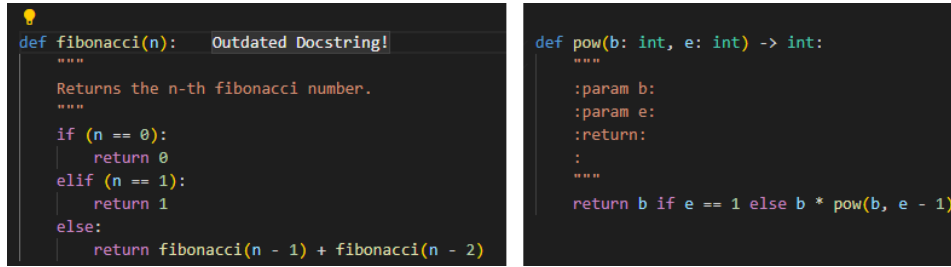 def fibonacci(n): Outdated Docstring!
    """
    Returns the n-th fibonacci number.
    """
    if (n == 0):
        return 0
    elif (n == 1):
        return 1
    else:
        return fibonacci(n - 1) + fibonacci(n - 2)
def pow(b: int, e: int) -> int:
    """
    :param b:
    :param e:
    :return:
    :
    """
    return b if e == 1 else b * pow(b, e - 1)